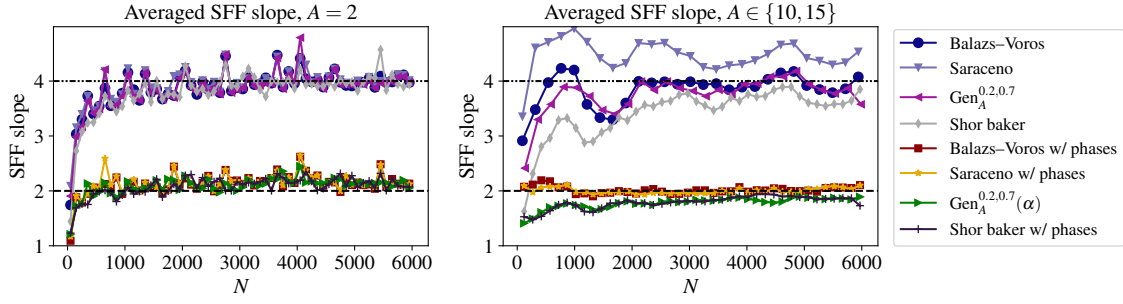 Averaged SFF slope, A = 2
SFF slope
4
3
2
1
0 1000 2000 3000 4000 5000 6000
N
Averaged SFF slope, A ∈ {10, 15}
4
3
2
1
0 1000 2000 3000 4000 5000 6000
N
SFF slope
Balazs–Voros
Saraceno
Gen_A^{0.2,0.7}
Shor baker
Balazs–Voros w/ phases
Saraceno w/ phases
Gen_A^{0.2,0.7}(α)
Shor baker w/ phases